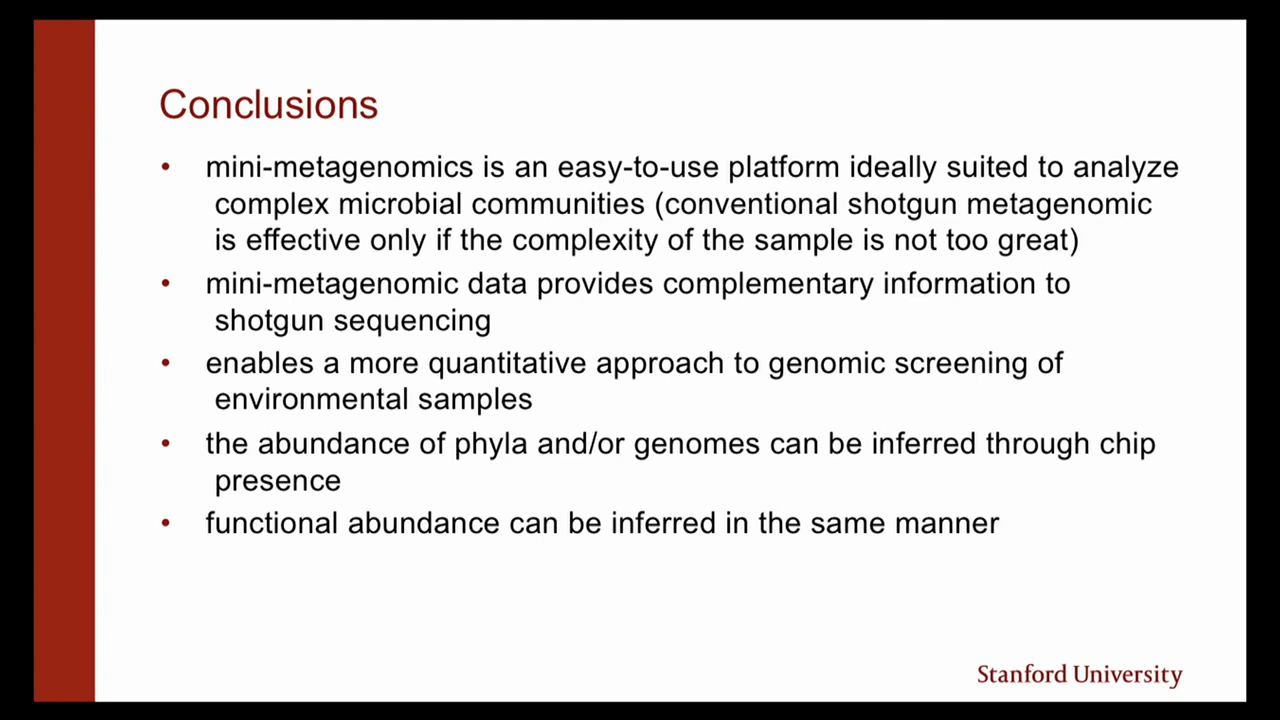 Conclusions
• mini-metagenomics is an easy-to-use platform ideally suited to analyze
complex microbial communities (conventional shotgun metagenomic
is effective only if the complexity of the sample is not too great)
• mini-metagenomic data provides complementary information to
shotgun sequencing
• enables a more quantitative approach to genomic screening of
environmental samples
• the abundance of phyla and/or genomes can be inferred through chip
presence
• functional abundance can be inferred in the same manner
Stanford University